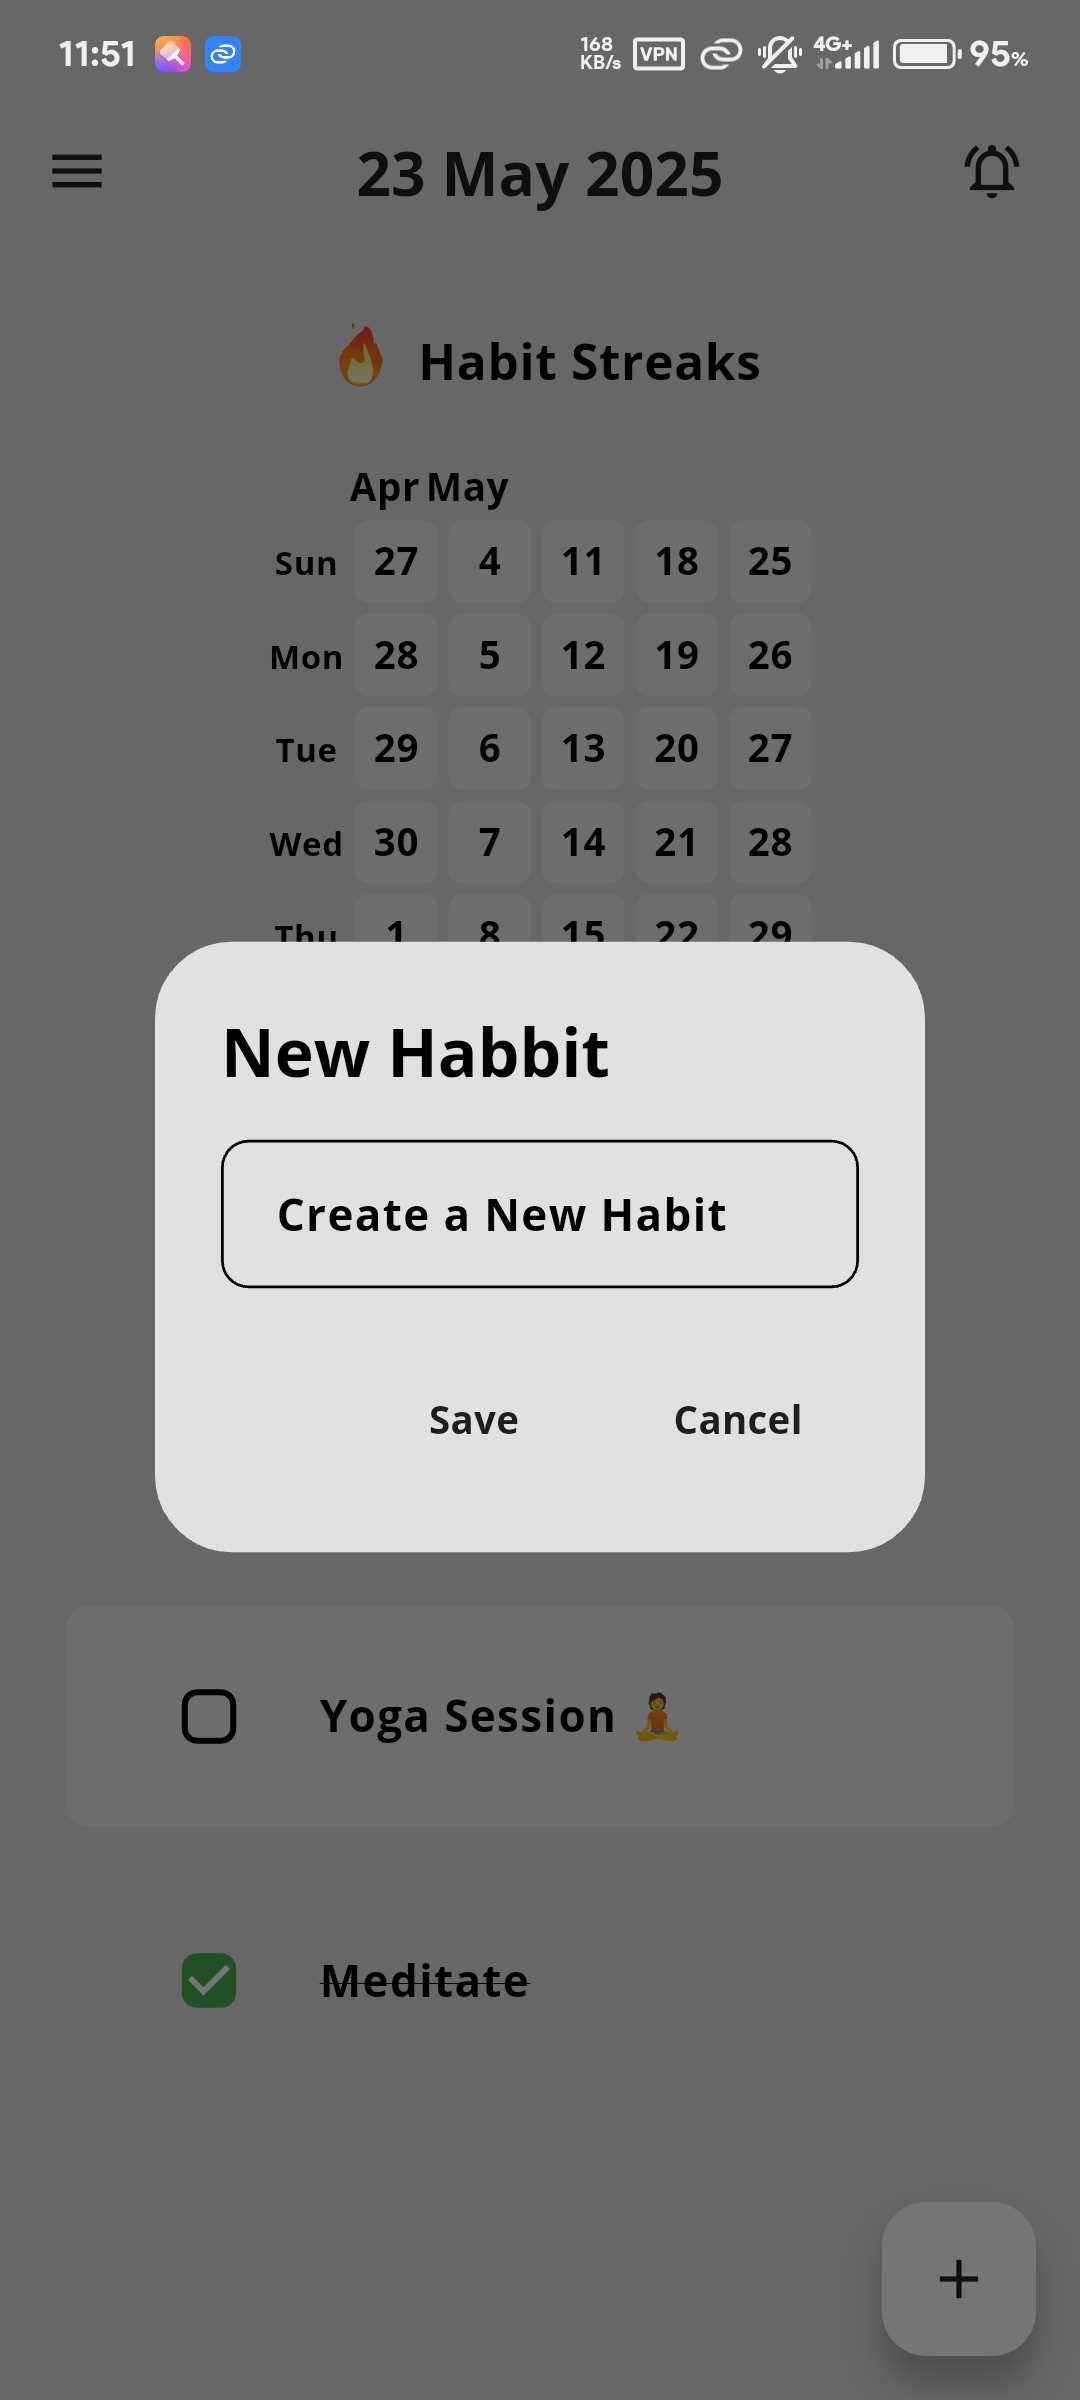 11:51 168 KB/s VPN 4G+ 95%
23 May 2025
Habit Streaks
Apr May
Sun 27 4 11 18 25
Mon 28 5 12 19 26
Tue 29 6 13 20 27
Wed 30 7 14 21 28
Thu 1 8 15 22 29
New Habbit
Create a New Habit
Save Cancel
Yoga Session 🧘
Meditate